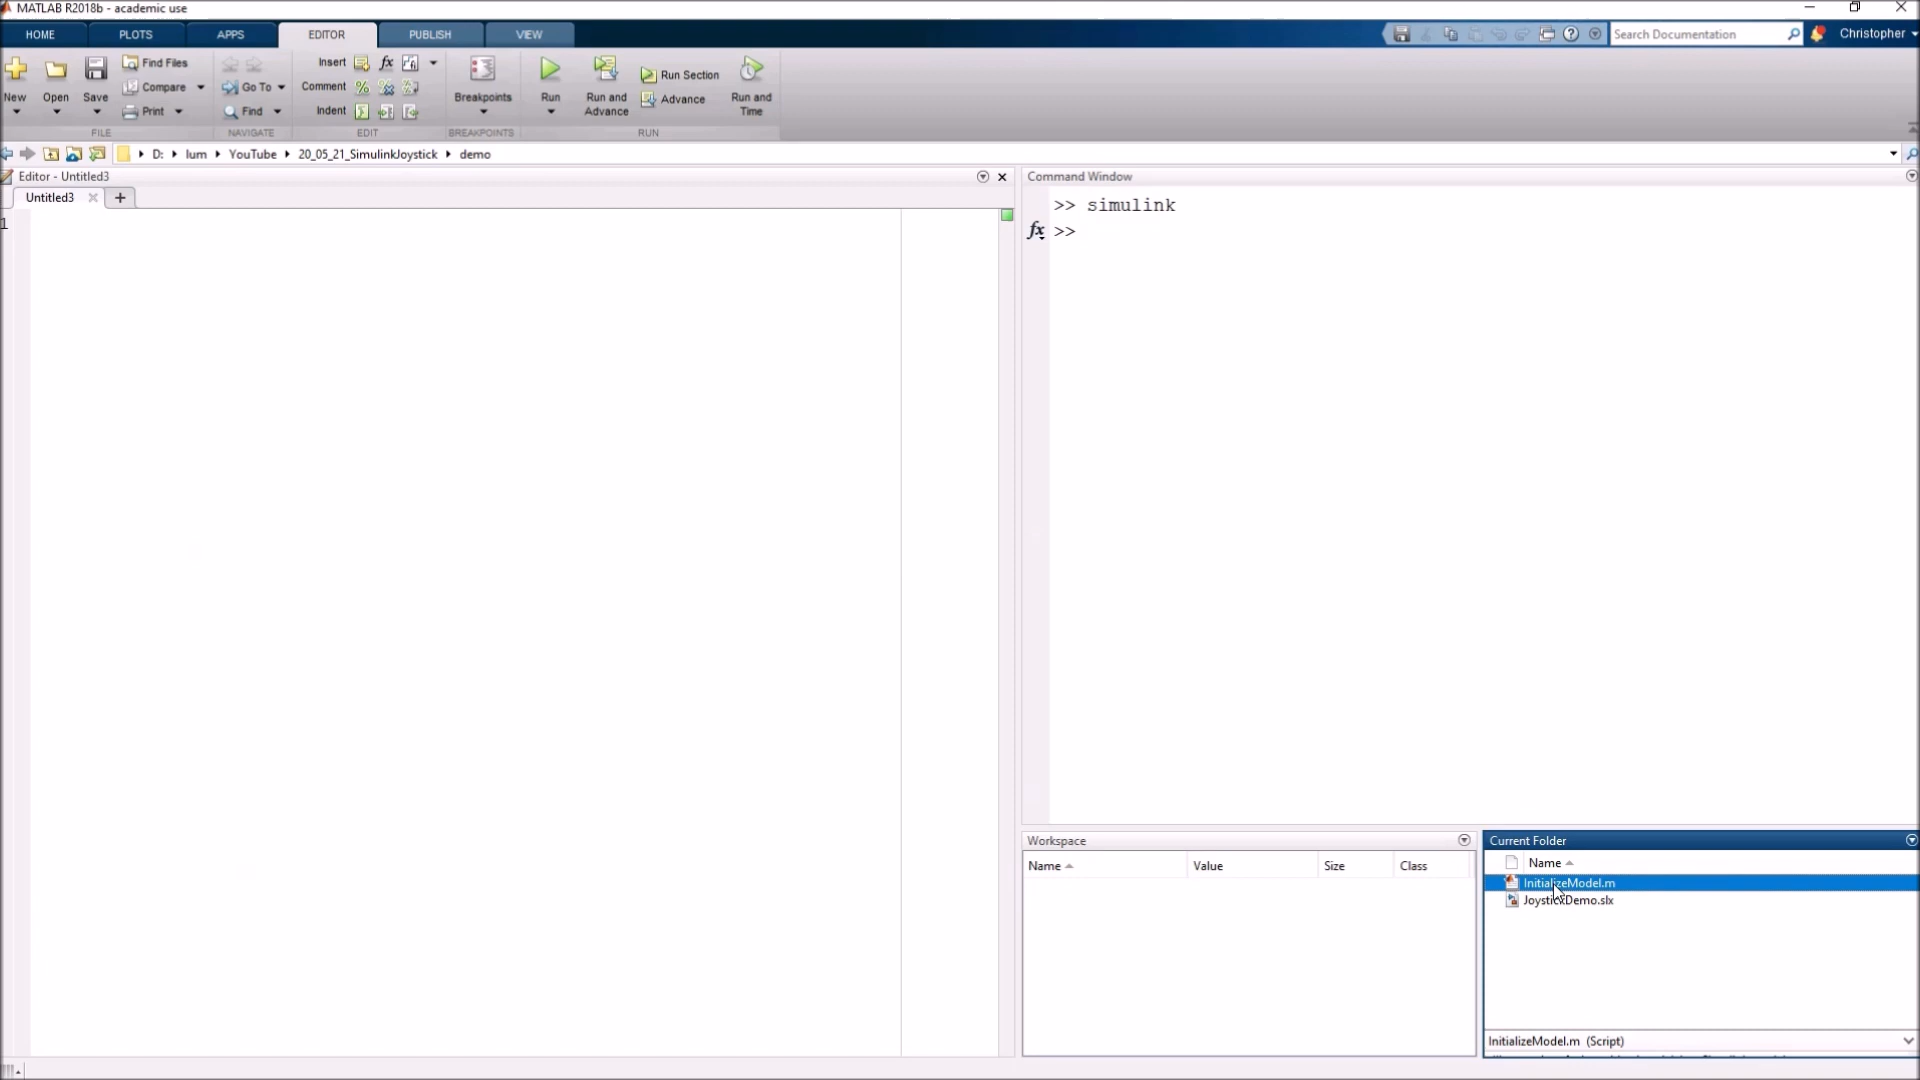 MATLAB R2018b - academic use
HOME PLOTS APPS EDITOR PUBLISH VIEW Search Documentation Christopher
New Open Save Find Files Compare Print
Go To Find
Insert Comment Indent
Breakpoints Run Run and Advance Run Section Advance Run and Time
FILE NAVIGATE EDIT BREAKPOINTS RUN
D: lum YouTube 20_05_21_SimulinkJoystick demo
Editor - Untitled3
Untitled3
1
Command Window
>> simulink
fx >>
Workspace
Name Value Size Class
Current Folder
Name
InitializeModel.m
JoystickDemo.slx
InitializeModel.m (Script)